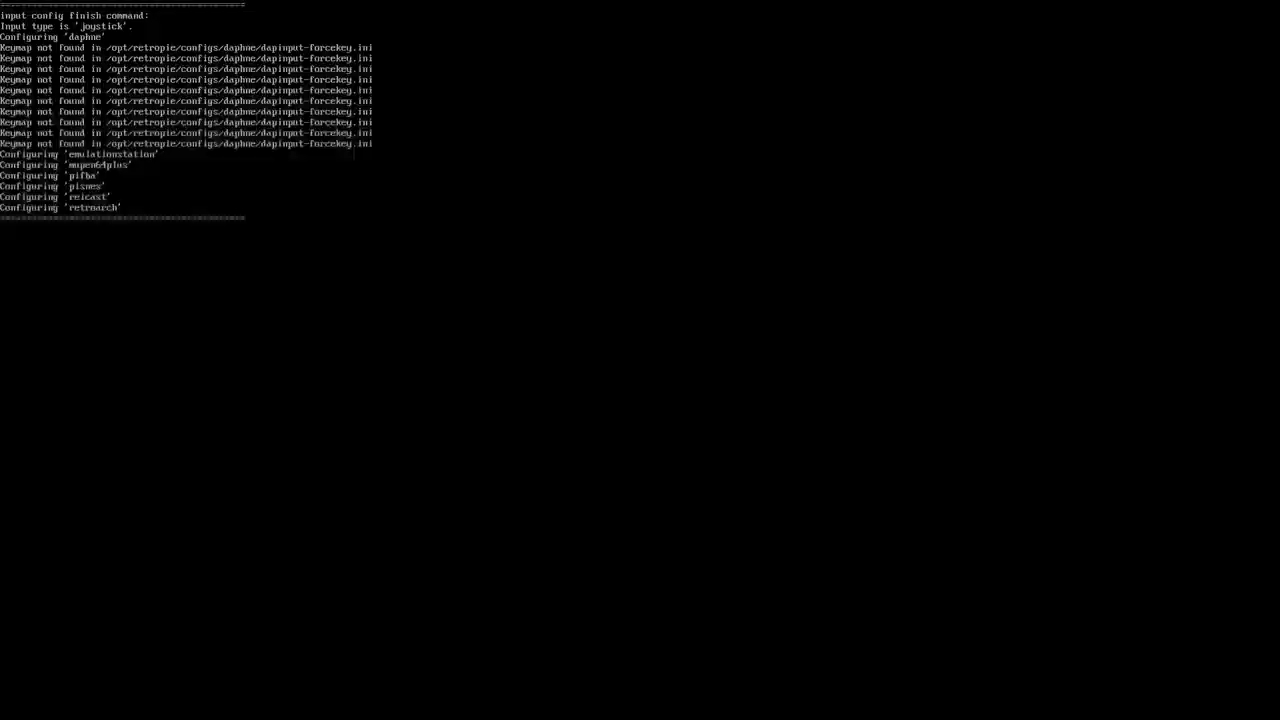 ==============================================
input config finish command:
Input type is 'joystick'.
Configuring 'daphne'
Keymap not found in /opt/retropie/configs/daphne/dapinput-forcekey.ini
Keymap not found in /opt/retropie/configs/daphne/dapinput-forcekey.ini
Keymap not found in /opt/retropie/configs/daphne/dapinput-forcekey.ini
Keymap not found in /opt/retropie/configs/daphne/dapinput-forcekey.ini
Keymap not found in /opt/retropie/configs/daphne/dapinput-forcekey.ini
Keymap not found in /opt/retropie/configs/daphne/dapinput-forcekey.ini
Keymap not found in /opt/retropie/configs/daphne/dapinput-forcekey.ini
Keymap not found in /opt/retropie/configs/daphne/dapinput-forcekey.ini
Keymap not found in /opt/retropie/configs/daphne/dapinput-forcekey.ini
Keymap not found in /opt/retropie/configs/daphne/dapinput-forcekey.ini
Configuring 'emulationstation'
Configuring 'mupen64plus'
Configuring 'pifba'
Configuring 'pisnes'
Configuring 'reicast'
Configuring 'retroarch'
==============================================